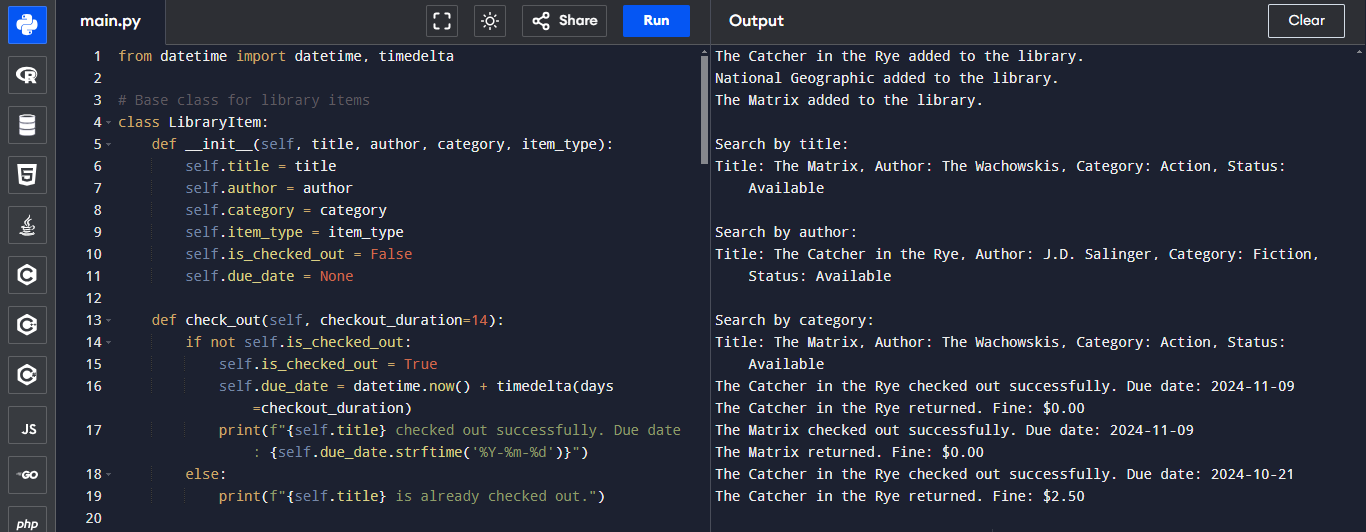 main.py
Share
Run
Output
Clear
1 from datetime import datetime, timedelta
2
3 # Base class for library items
4 class LibraryItem:
5 def __init__(self, title, author, category, item_type):
6 self.title = title
7 self.author = author
8 self.category = category
9 self.item_type = item_type
10 self.is_checked_out = False
11 self.due_date = None
12
13 def check_out(self, checkout_duration=14):
14 if not self.is_checked_out:
15 self.is_checked_out = True
16 self.due_date = datetime.now() + timedelta(days
=checkout_duration)
17 print(f"{self.title} checked out successfully. Due date
: {self.due_date.strftime('%Y-%m-%d')}")
18 else:
19 print(f"{self.title} is already checked out.")
20
The Catcher in the Rye added to the library.
National Geographic added to the library.
The Matrix added to the library.
Search by title:
Title: The Matrix, Author: The Wachowskis, Category: Action, Status:
Available
Search by author:
Title: The Catcher in the Rye, Author: J.D. Salinger, Category: Fiction,
Status: Available
Search by category:
Title: The Matrix, Author: The Wachowskis, Category: Action, Status:
Available
The Catcher in the Rye checked out successfully. Due date: 2024-11-09
The Catcher in the Rye returned. Fine: $0.00
The Matrix checked out successfully. Due date: 2024-11-09
The Matrix returned. Fine: $0.00
The Catcher in the Rye checked out successfully. Due date: 2024-10-21
The Catcher in the Rye returned. Fine: $2.50
R
5
C
C
C
JS
GO
php